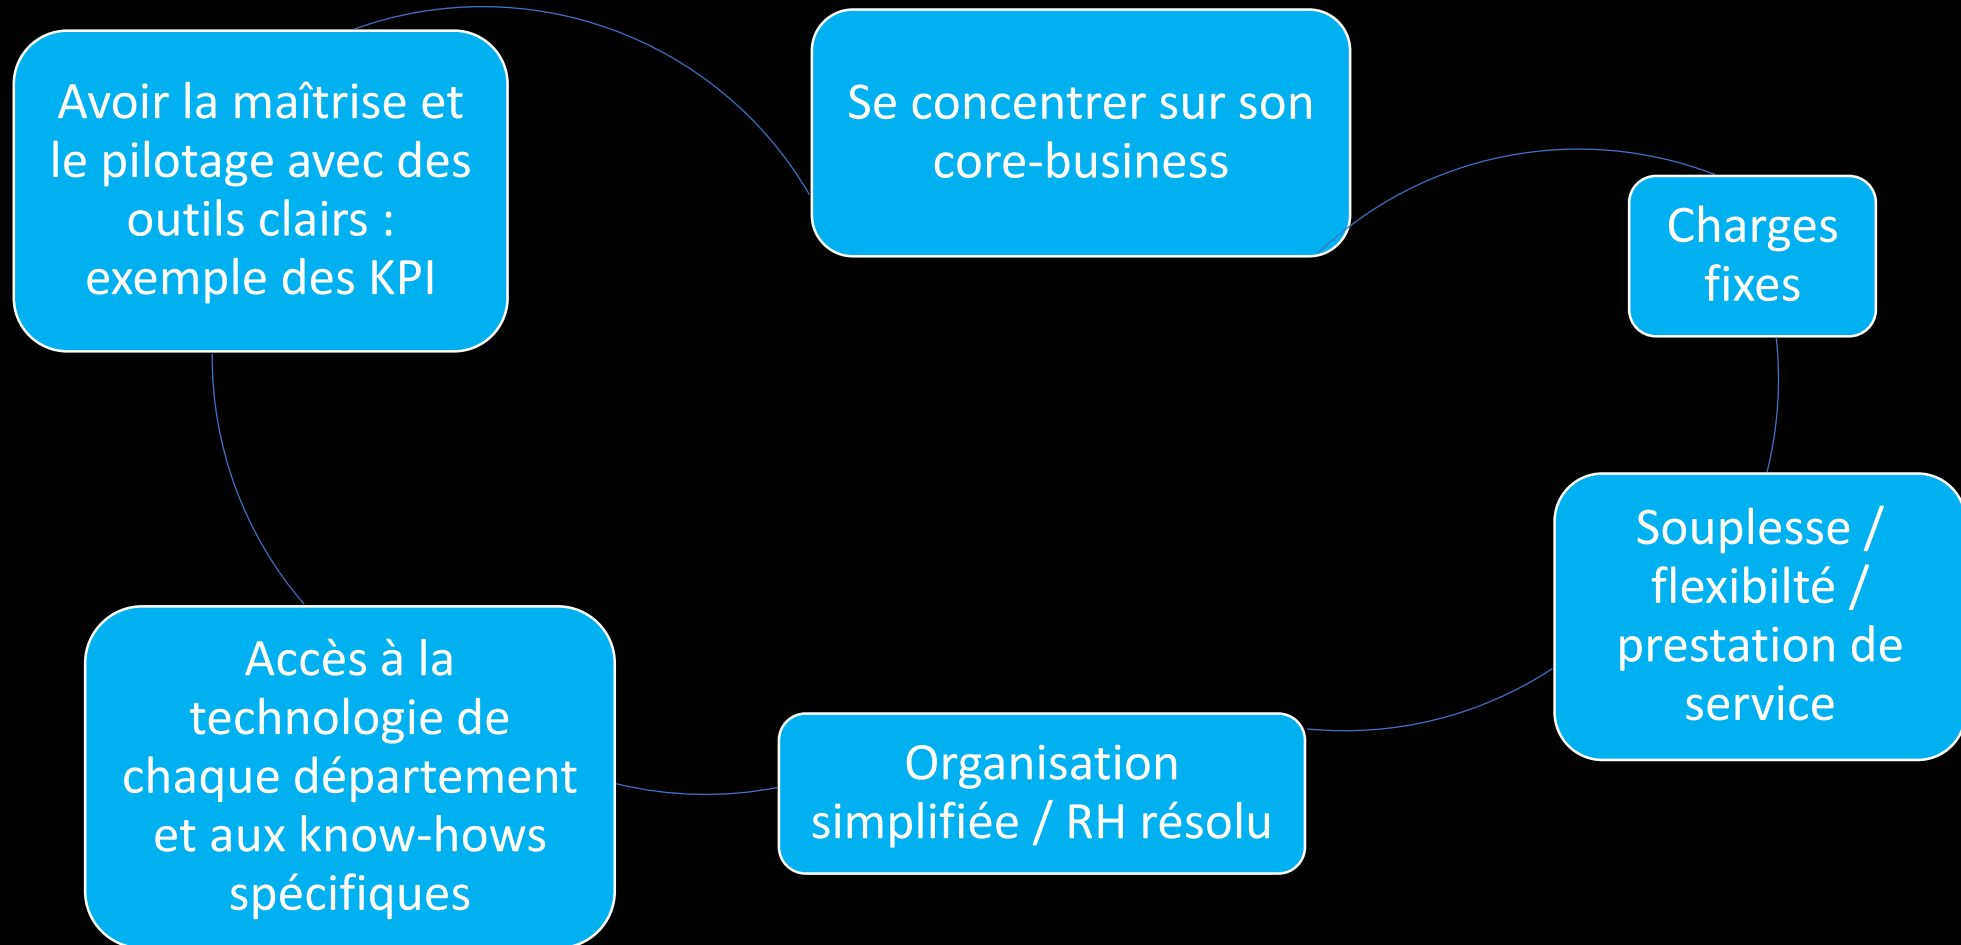 Avoir la maîtrise et
le pilotage avec des
outils clairs :
exemple des KPI
Se concentrer sur son
core-business
Charges
fixes
Souplesse /
flexibilté /
prestation de
service
Organisation
simplifiée / RH résolu
Accès à la
technologie de
chaque département
et aux know-hows
spécifiques